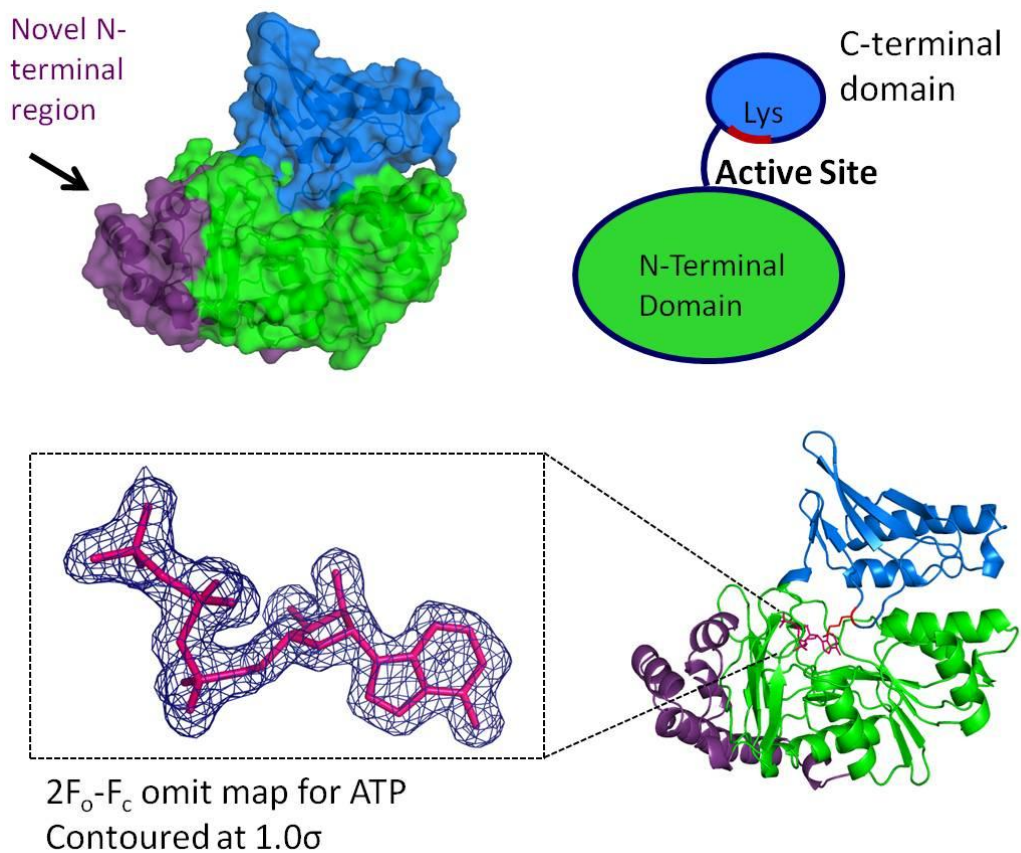 Novel N-
terminal
region
C-terminal
domain
Lys
Active Site
N-Terminal
Domain
2Fₒ-F꜀ omit map for ATP
Contoured at 1.0σ